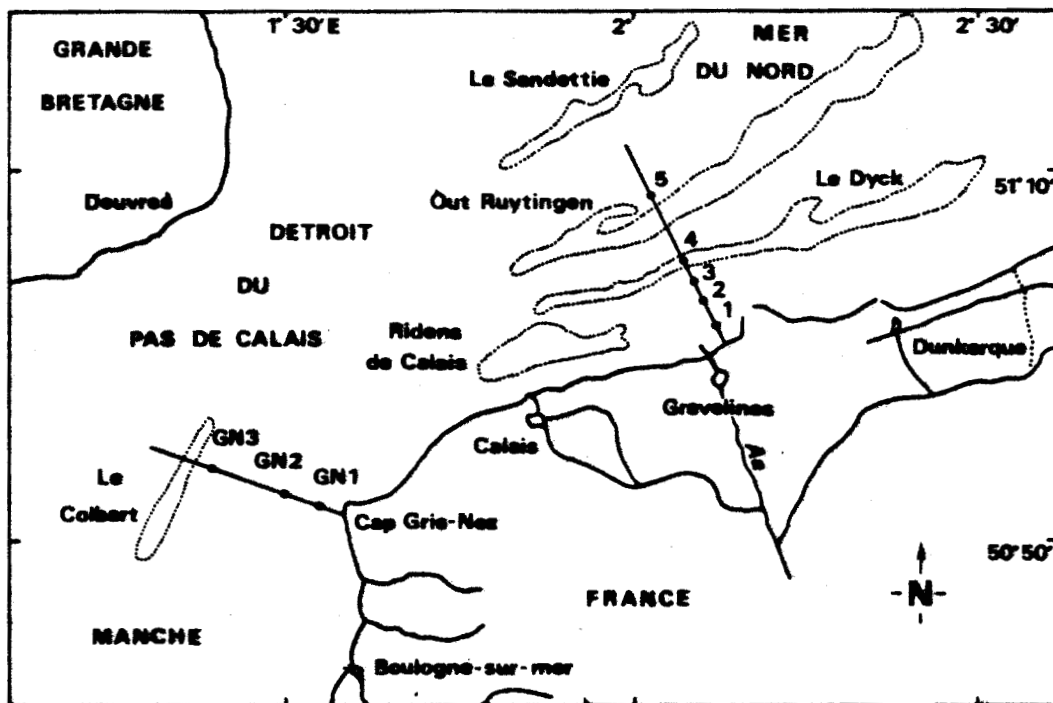 1° 30'E
2°
2° 30'
GRANDE
BRETAGNE
MER
DU NORD
Le Sandettie
Douvres
Out Ruytingen
5
Le Dyck
51° 10'
DETROIT
DU
PAS DE CALAIS
4
3
2
1
Ridens
de Calais
Dunkerque
Gravelines
Calais
Aa
GN3
GN2
GN1
Le
Colbart
Cap Gris-Nez
50° 50'
FRANCE
-N-
MANCHE
Boulogne-sur-mer